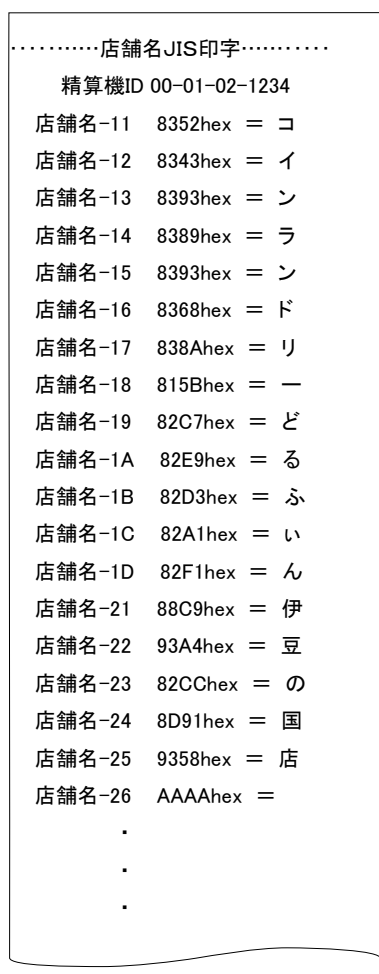 ...........店舗名JIS印字...........
精算機ID 00-01-02-1234
店舗名-11 8352hex = コ
店舗名-12 8343hex = イ
店舗名-13 8393hex = ン
店舗名-14 8389hex = ラ
店舗名-15 8393hex = ン
店舗名-16 8368hex = ド
店舗名-17 838Ahex = リ
店舗名-18 815Bhex = ー
店舗名-19 82C7hex = ど
店舗名-1A 82E9hex = る
店舗名-1B 82D3hex = ふ
店舗名-1C 82A1hex = ぃ
店舗名-1D 82F1hex = ん
店舗名-21 88C9hex = 伊
店舗名-22 93A4hex = 豆
店舗名-23 82CChex = の
店舗名-24 8D91hex = 国
店舗名-25 9358hex = 店
店舗名-26 AAAAhex =
・
・
・